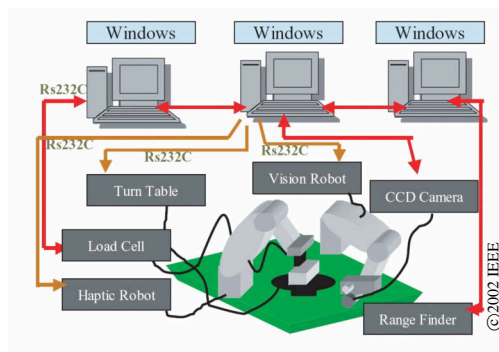 Windows
Windows
Windows
Rs232C
Rs232C
Rs232C
Rs232C
Turn Table
Vision Robot
CCD Camera
Load Cell
Haptic Robot
Range Finder
©2002 IEEE